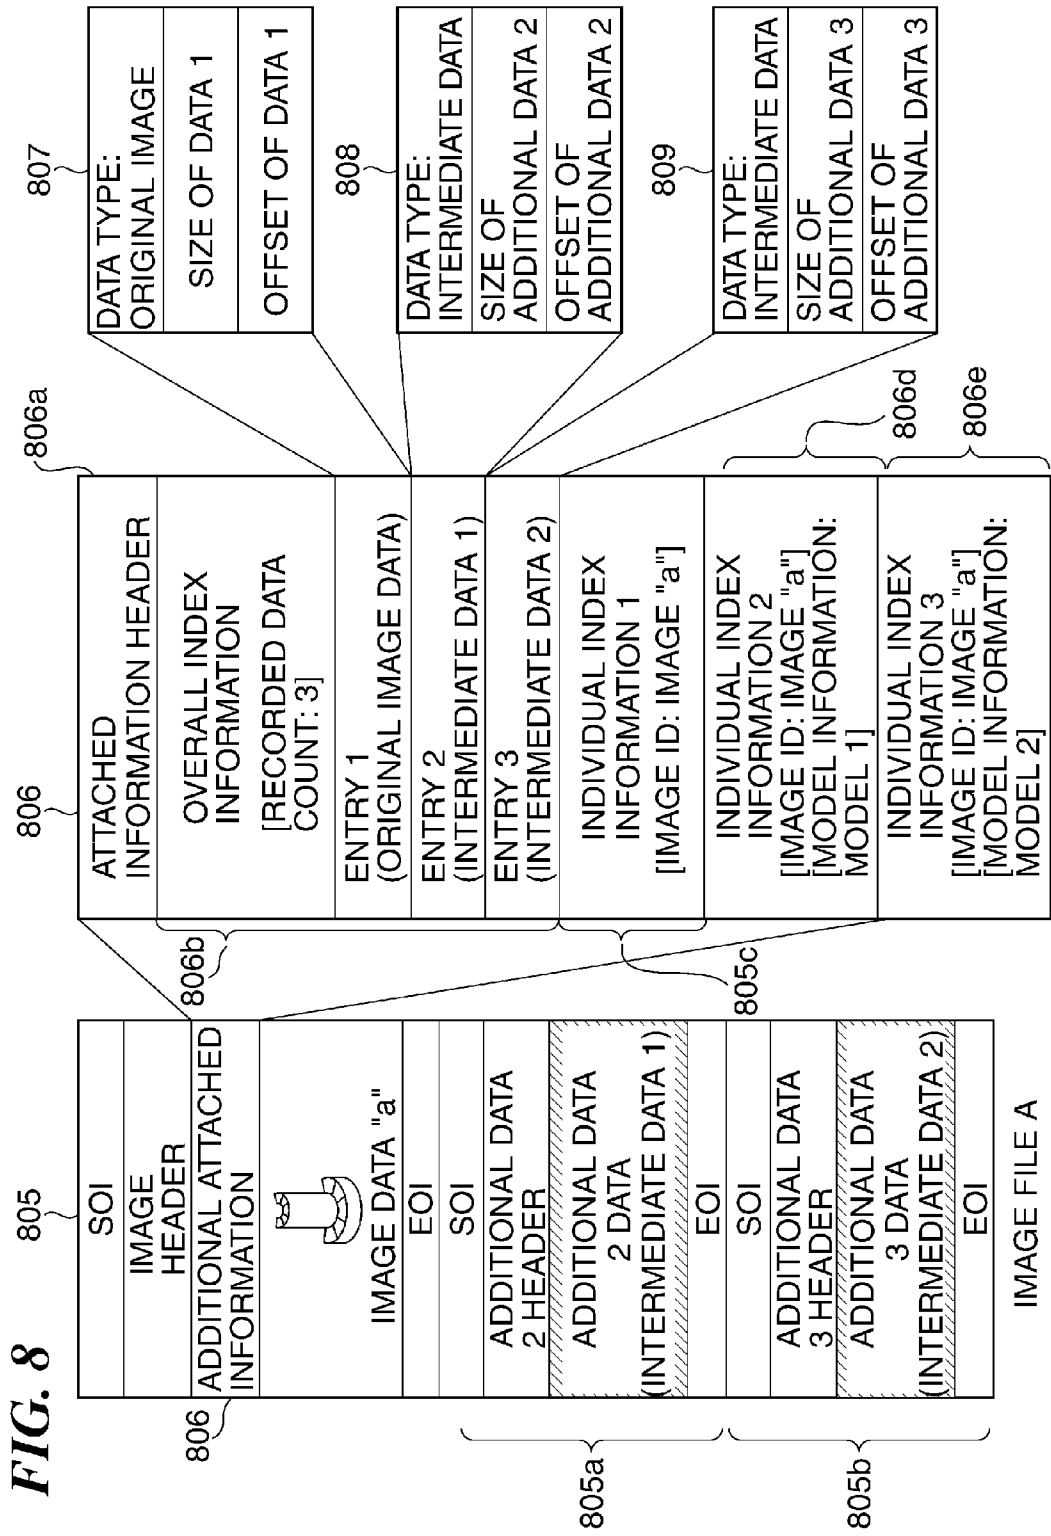 FIG. 8
805
SOI
IMAGE
HEADER
ADDITIONAL ATTACHED
INFORMATION
806
IMAGE DATA "a"
EOI
SOI
ADDITIONAL DATA
2 HEADER
ADDITIONAL DATA
2 DATA
(INTERMEDIATE DATA 1)
EOI
805a
SOI
ADDITIONAL DATA
3 HEADER
ADDITIONAL DATA
3 DATA
(INTERMEDIATE DATA 2)
EOI
805b
IMAGE FILE A
806
806a
ATTACHED
INFORMATION HEADER
OVERALL INDEX
INFORMATION
[RECORDED DATA
COUNT: 3]
806b
ENTRY 1
(ORIGINAL IMAGE DATA)
ENTRY 2
(INTERMEDIATE DATA 1)
ENTRY 3
(INTERMEDIATE DATA 2)
INDIVIDUAL INDEX
INFORMATION 1
[IMAGE ID: IMAGE "a"]
805c
INDIVIDUAL INDEX
INFORMATION 2
[IMAGE ID: IMAGE "a"]
[MODEL INFORMATION:
MODEL 1]
806d
INDIVIDUAL INDEX
INFORMATION 3
[IMAGE ID: IMAGE "a"]
[MODEL INFORMATION:
MODEL 2]
806e
807
DATA TYPE:
ORIGINAL IMAGE
SIZE OF DATA 1
OFFSET OF DATA 1
808
DATA TYPE:
INTERMEDIATE DATA
SIZE OF
ADDITIONAL DATA 2
OFFSET OF
ADDITIONAL DATA 2
809
DATA TYPE:
INTERMEDIATE DATA
SIZE OF
ADDITIONAL DATA 3
OFFSET OF
ADDITIONAL DATA 3